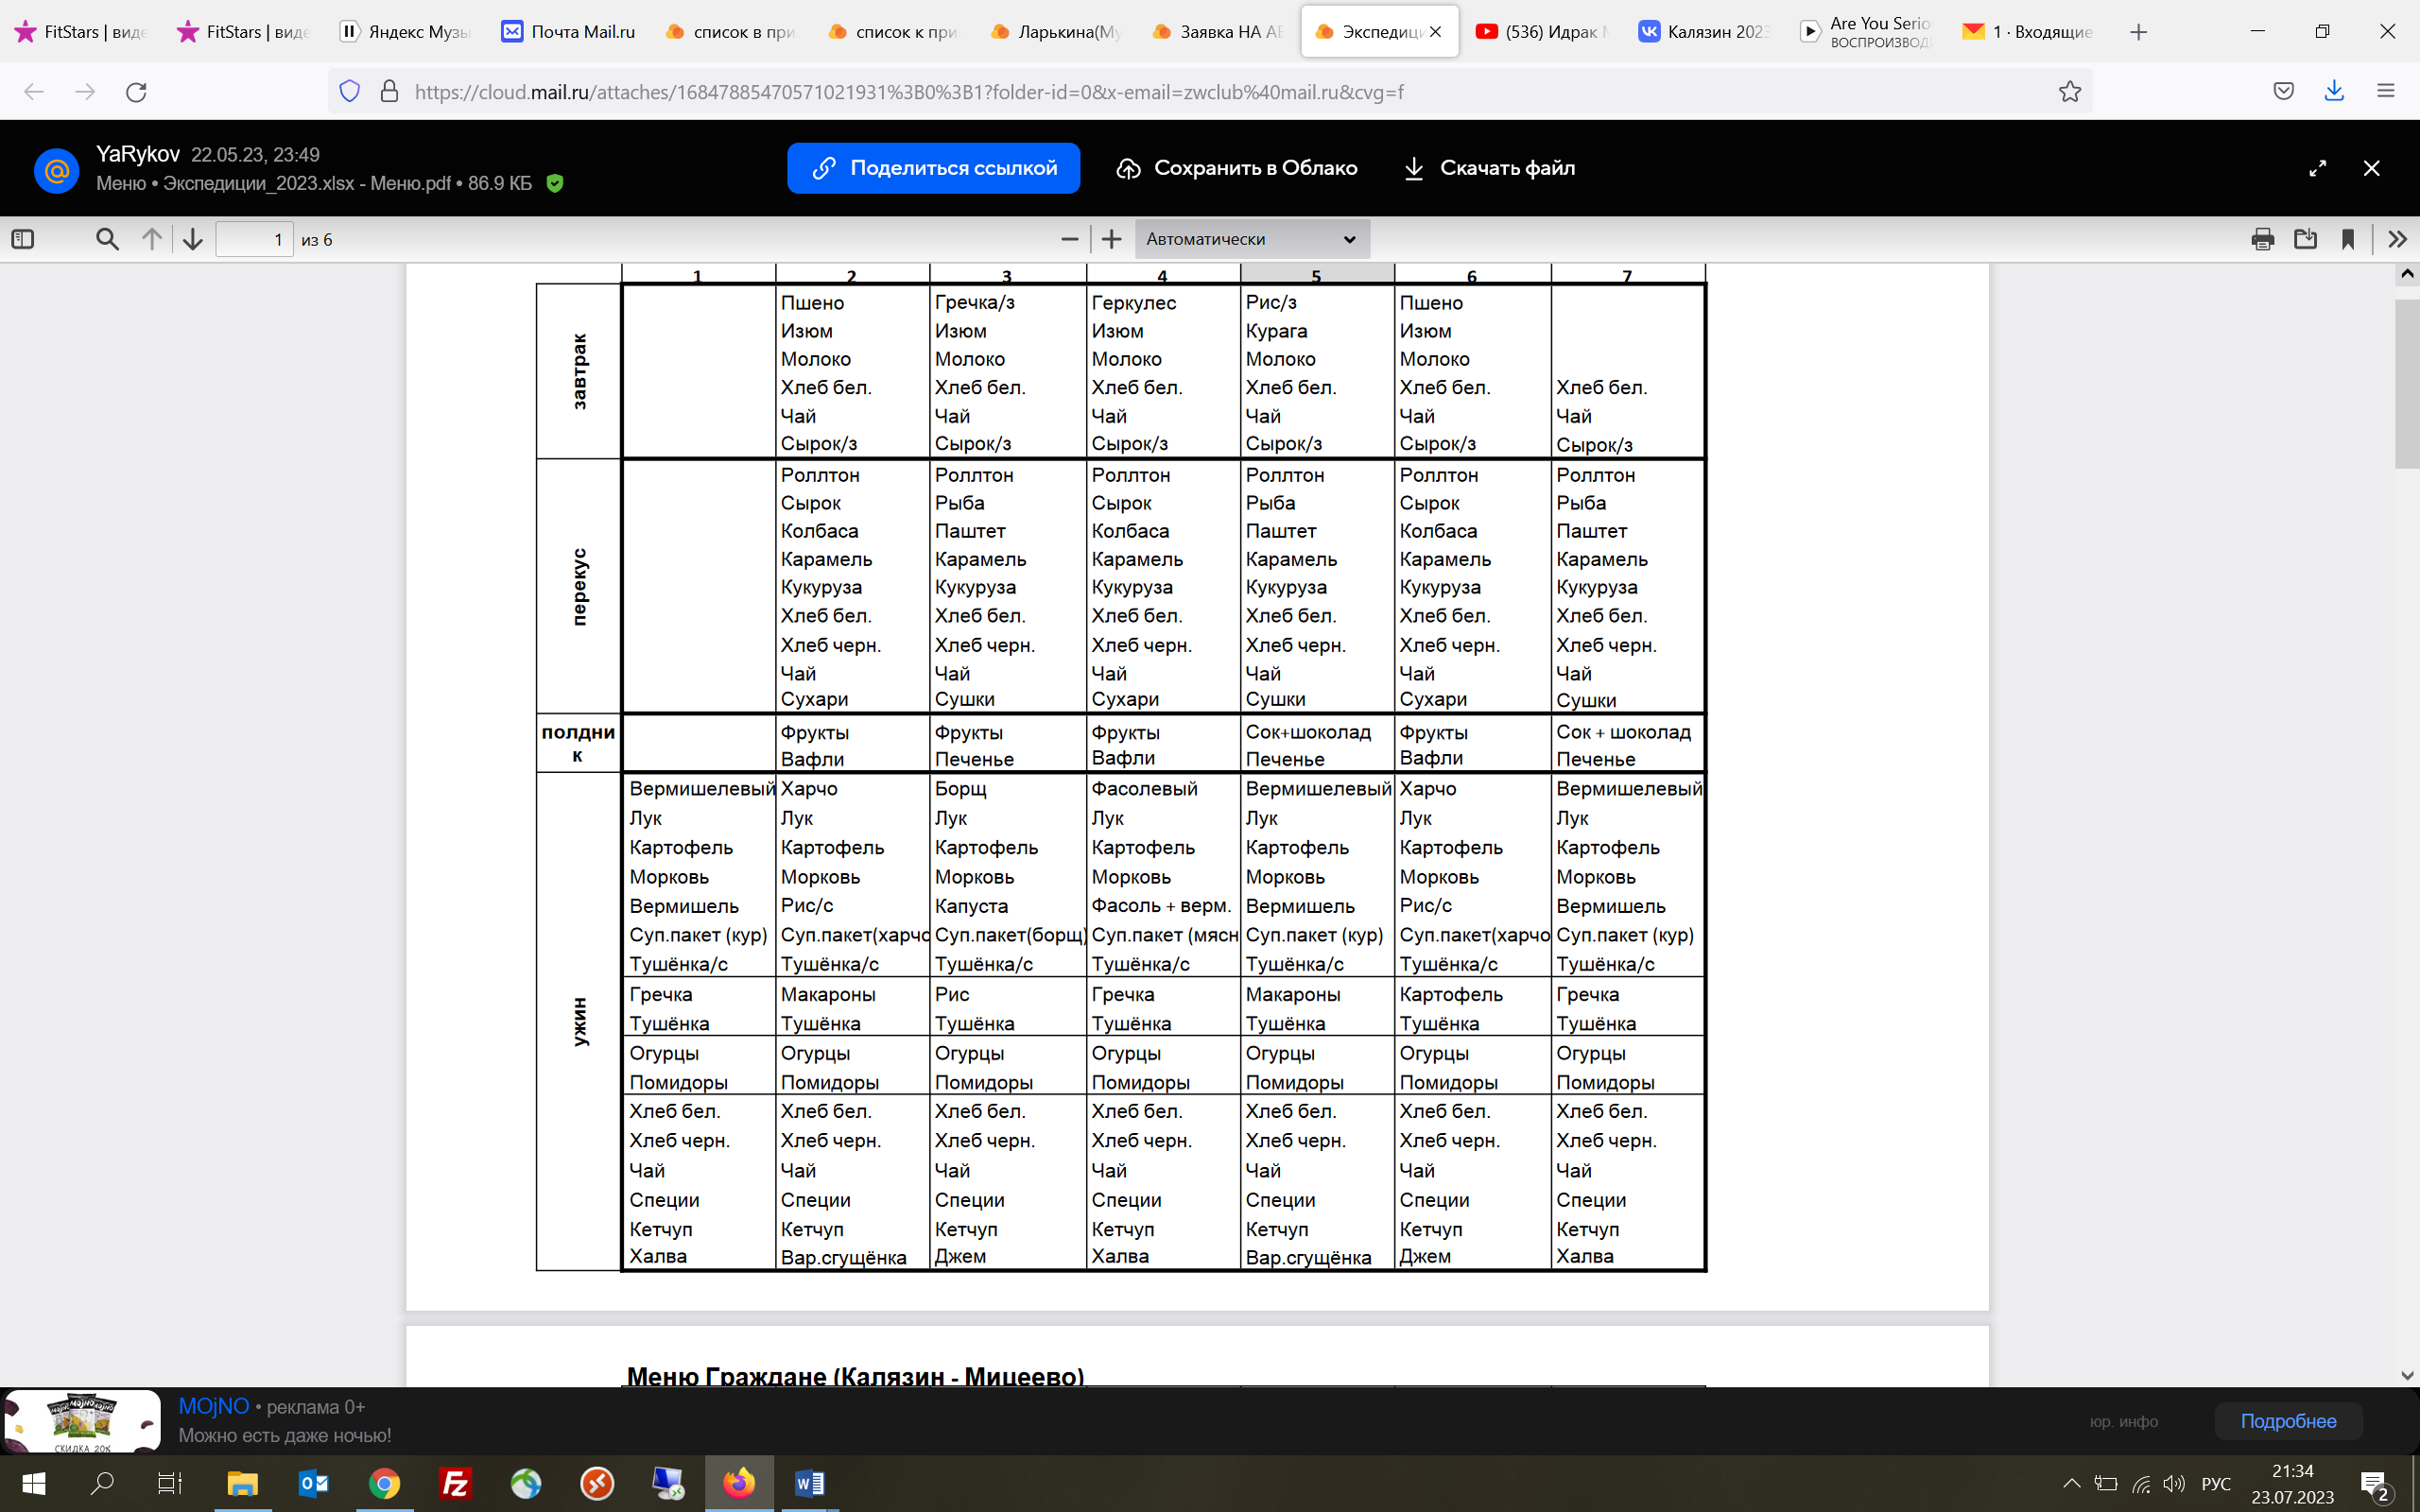 FitStars | виде
FitStars | виде
Яндекс Музы
Почта Mail.ru
список в при
список к при
Ларькина(Му
Заявка НА АВ
Экспедици
(536) Идрак М
Калязин 2023
Are You Serio
ВОСПРОИЗВОДИ
1 · Входящие
https://cloud.mail.ru/attaches/16847885470571021931%3B0%3B1?folder-id=0&x-email=zwclub%40mail.ru&cvg=f
YaRykov 22.05.23, 23:49
Меню • Экспедиции_2023.xlsx - Меню.pdf • 86.9 КБ
Поделиться ссылкой
Сохранить в Облако
Скачать файл
1 из 6
Автоматически
1 2 3 4 5 6 7
завтрак
Пшено Гречка/з Геркулес Рис/з Пшено
Изюм Изюм Изюм Курага Изюм
Молоко Молоко Молоко Молоко Молоко
Хлеб бел. Хлеб бел. Хлеб бел. Хлеб бел. Хлеб бел. Хлеб бел.
Чай Чай Чай Чай Чай Чай
Сырок/з Сырок/з Сырок/з Сырок/з Сырок/з Сырок/з
перекус
Роллтон Роллтон Роллтон Роллтон Роллтон Роллтон
Сырок Рыба Сырок Рыба Сырок Рыба
Колбаса Паштет Колбаса Паштет Колбаса Паштет
Карамель Карамель Карамель Карамель Карамель Карамель
Кукуруза Кукуруза Кукуруза Кукуруза Кукуруза Кукуруза
Хлеб бел. Хлеб бел. Хлеб бел. Хлеб бел. Хлеб бел. Хлеб бел.
Хлеб черн. Хлеб черн. Хлеб черн. Хлеб черн. Хлеб черн. Хлеб черн.
Чай Чай Чай Чай Чай Чай
Сухари Сушки Сухари Сушки Сухари Сушки
полдни
к
Фрукты Фрукты Фрукты Сок+шоколад Фрукты Сок + шоколад
Вафли Печенье Вафли Печенье Вафли Печенье
ужин
Вермишелевый Харчо Борщ Фасолевый Вермишелевый Харчо Вермишелевый
Лук Лук Лук Лук Лук Лук Лук
Картофель Картофель Картофель Картофель Картофель Картофель Картофель
Морковь Морковь Морковь Морковь Морковь Морковь Морковь
Вермишель Рис/с Капуста Фасоль + верм. Вермишель Рис/с Вермишель
Суп.пакет (кур) Суп.пакет(харчо Суп.пакет(борщ) Суп.пакет (мясн Суп.пакет (кур) Суп.пакет(харчо Суп.пакет (кур)
Тушёнка/с Тушёнка/с Тушёнка/с Тушёнка/с Тушёнка/с Тушёнка/с Тушёнка/с
Гречка Макароны Рис Гречка Макароны Картофель Гречка
Тушёнка Тушёнка Тушёнка Тушёнка Тушёнка Тушёнка Тушёнка
Огурцы Огурцы Огурцы Огурцы Огурцы Огурцы Огурцы
Помидоры Помидоры Помидоры Помидоры Помидоры Помидоры Помидоры
Хлеб бел. Хлеб бел. Хлеб бел. Хлеб бел. Хлеб бел. Хлеб бел. Хлеб бел.
Хлеб черн. Хлеб черн. Хлеб черн. Хлеб черн. Хлеб черн. Хлеб черн. Хлеб черн.
Чай Чай Чай Чай Чай Чай Чай
Специи Специи Специи Специи Специи Специи Специи
Кетчуп Кетчуп Кетчуп Кетчуп Кетчуп Кетчуп Кетчуп
Халва Вар.сгущёнка Джем Халва Вар.сгущёнка Джем Халва
Меню Граждане (Калязин - Мицеево)
СКИДКА 20%
MOjNO • реклама 0+
Можно есть даже ночью!
юр. инфо
Подробнее
РУС
21:34
23.07.2023
2